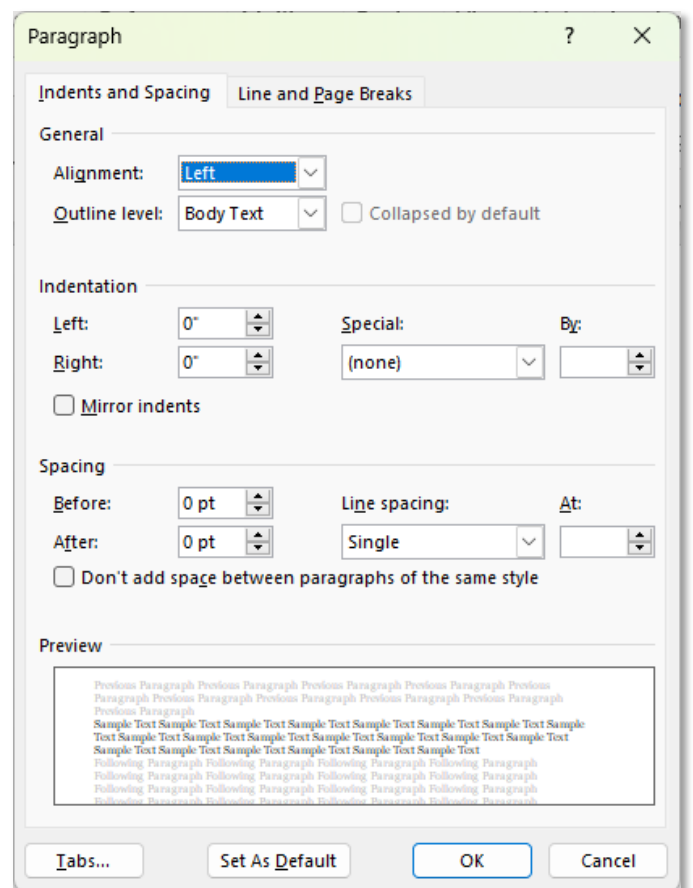 Paragraph ?
Indents and Spacing Line and Page Breaks
General
Alignment: Left
Outline level: Body Text Collapsed by default
Indentation
Left: 0" Special: By:
Right: 0" (none)
Mirror indents
Spacing
Before: 0 pt Line spacing: At:
After: 0 pt Single
Don't add space between paragraphs of the same style
Preview
Previous Paragraph Previous Paragraph Previous Paragraph Previous Paragraph Previous
Paragraph Previous Paragraph Previous Paragraph Previous Paragraph Previous Paragraph
Previous Paragraph
Sample Text Sample Text Sample Text Sample Text Sample Text Sample Text Sample Text Sample
Text Sample Text Sample Text Sample Text Sample Text Sample Text Sample Text Sample Text
Sample Text Sample Text Sample Text Sample Text Sample Text Sample Text
Following Paragraph Following Paragraph Following Paragraph Following Paragraph
Following Paragraph Following Paragraph Following Paragraph Following Paragraph
Following Paragraph Following Paragraph Following Paragraph Following Paragraph
Following Paragraph Following Paragraph Following Paragraph Following Paragraph
Tabs... Set As Default OK Cancel